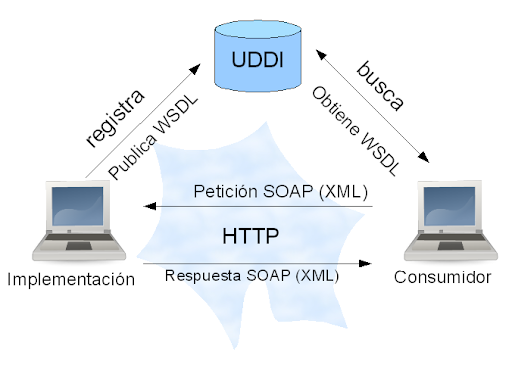 UDDI
registra
Publica WSDL
busca
Obtiene WSDL
Petición SOAP (XML)
HTTP
Respuesta SOAP (XML)
Implementación
Consumidor